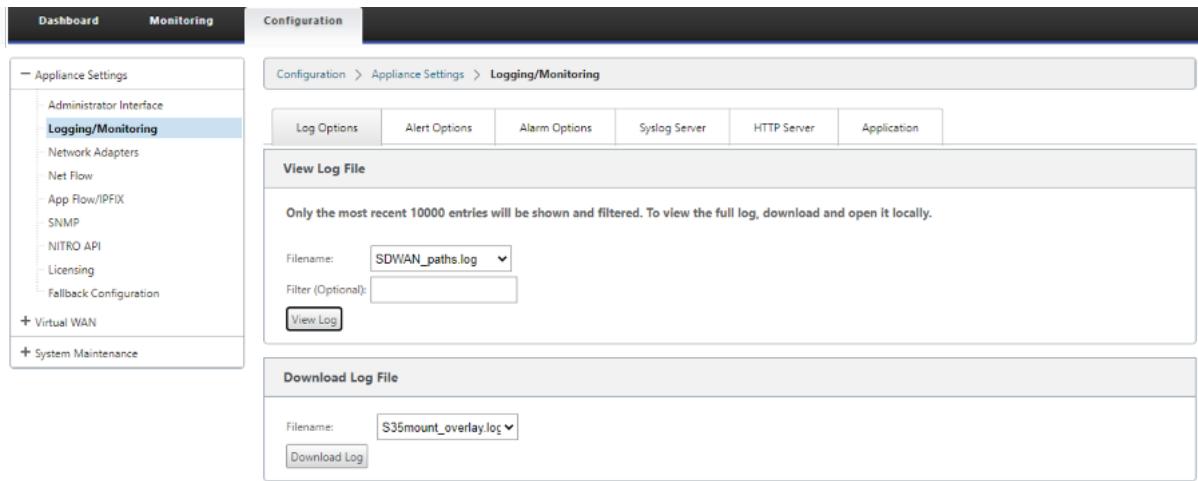 Dashboard Monitoring Configuration
Appliance Settings
Administrator Interface
Logging/Monitoring
Network Adapters
Net Flow
App Flow/IPFIX
SNMP
NITRO API
Licensing
Fallback Configuration
Virtual WAN
System Maintenance
Configuration > Appliance Settings > Logging/Monitoring
Log Options Alert Options Alarm Options Syslog Server HTTP Server Application
View Log File
Only the most recent 10000 entries will be shown and filtered. To view the full log, download and open it locally.
Filename: SDWAN_paths.log
Filter (Optional):
View Log
Download Log File
Filename: S35mount_overlay.log
Download Log